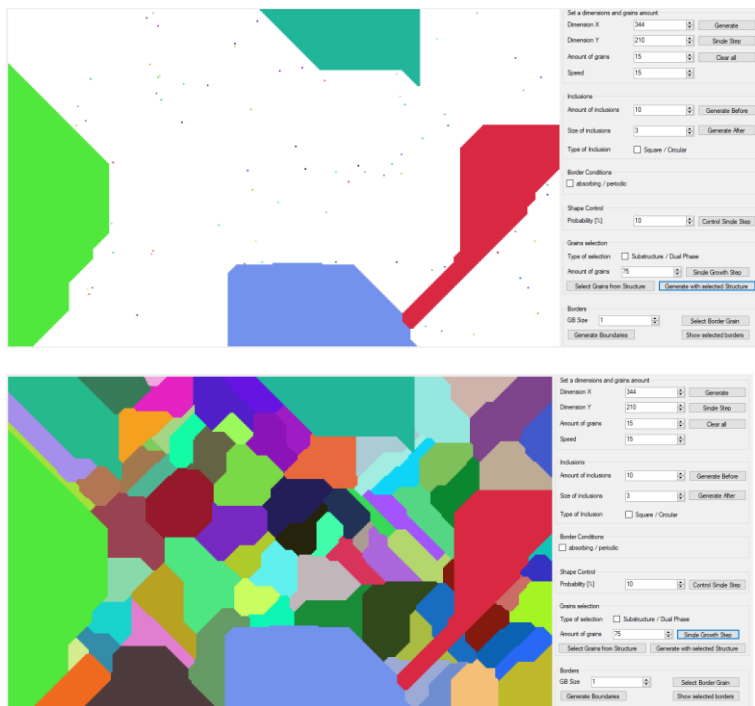 Set a dimensions and grains amount
Dimension X 344 Generate
Dimension Y 210 Single Step
Amount of grains 15 Clear all
Speed 15
Inclusions
Amount of inclusions 10 Generate Before
Size of inclusions 3 Generate After
Type of Inclusion Square / Circular
Border Conditions
absorbing / periodic
Shape Control
Probability [%] 10 Control Single Step
Grains selection
Type of selection Substructure / Dual Phase
Amount of grains 75 Single Growth Step
Select Grains from Structure Generate with selected Structure
Borders
GB Size 1 Select Border Grain
Generate Boundaries Show selected borders
Set a dimensions and grains amount
Dimension X 344 Generate
Dimension Y 210 Single Step
Amount of grains 15 Clear all
Speed 15
Inclusions
Amount of inclusions 10 Generate Before
Size of inclusions 3 Generate After
Type of Inclusion Square / Circular
Border Conditions
absorbing / periodic
Shape Control
Probability [%] 10 Control Single Step
Grains selection
Type of selection Substructure / Dual Phase
Amount of grains 75 Single Growth Step
Select Grains from Structure Generate with selected Structure
Borders
GB Size 1 Select Border Grain
Generate Boundaries Show selected borders